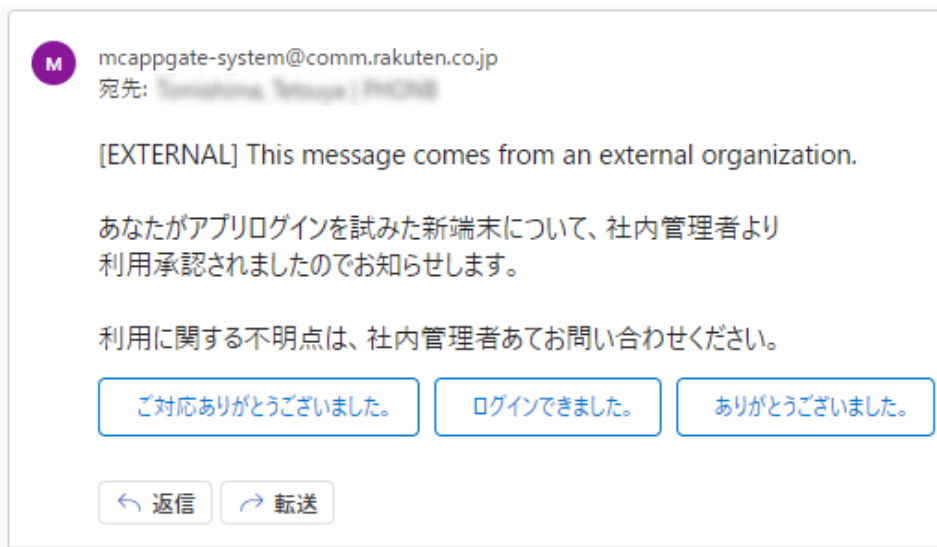 M
mcappgate-system@comm.rakuten.co.jp
宛先:
[EXTERNAL] This message comes from an external organization.
あなたがアプリログインを試みた新端末について、社内管理者より
利用承認されましたのでお知らせします。
利用に関する不明点は、社内管理者あてお問い合わせください。
ご対応ありがとうございました。
ログインできました。
ありがとうございました。
返信
転送